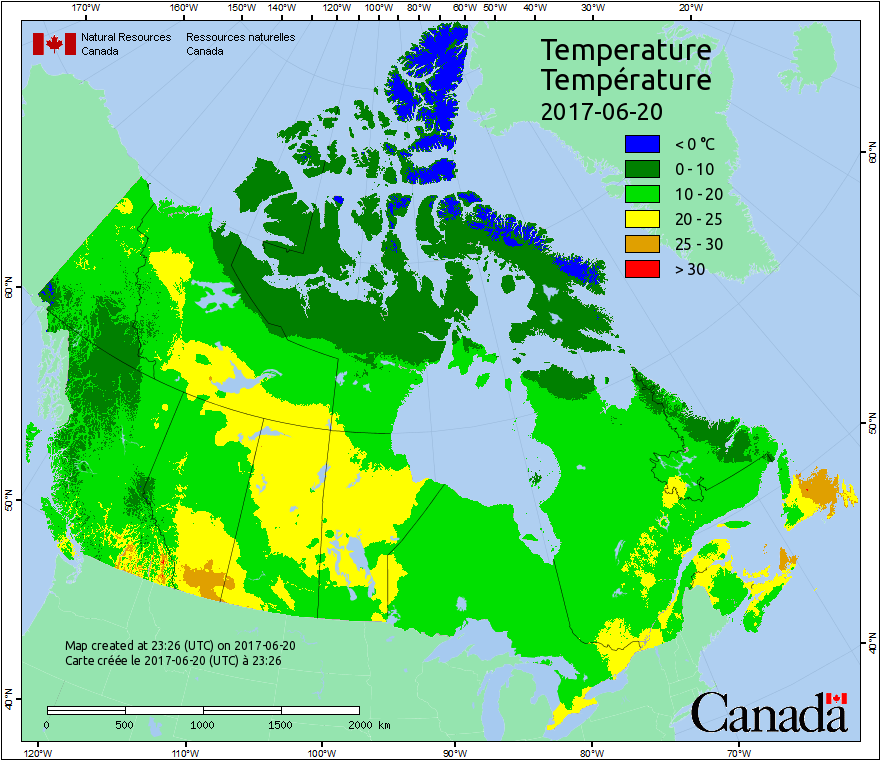 170°W 160°W 150°W 140°W 130°W 120°W 110°W 100°W 80°W 60°W 50°W 40°W 30°W 20°W
Natural Resources Ressources naturelles
Canada Canada
Temperature
Température
2017-06-20
< 0 °C
0 - 10
10 - 20
20 - 25
25 - 30
> 30
60°N
60°N
50°N
50°N
40°N
40°N
Map created at 23:26 (UTC) on 2017-06-20
Carte créée le 2017-06-20 (UTC) à 23:26
0 500 1000 1500 2000 km
Canada
120°W 110°W 100°W 90°W 80°W 70°W